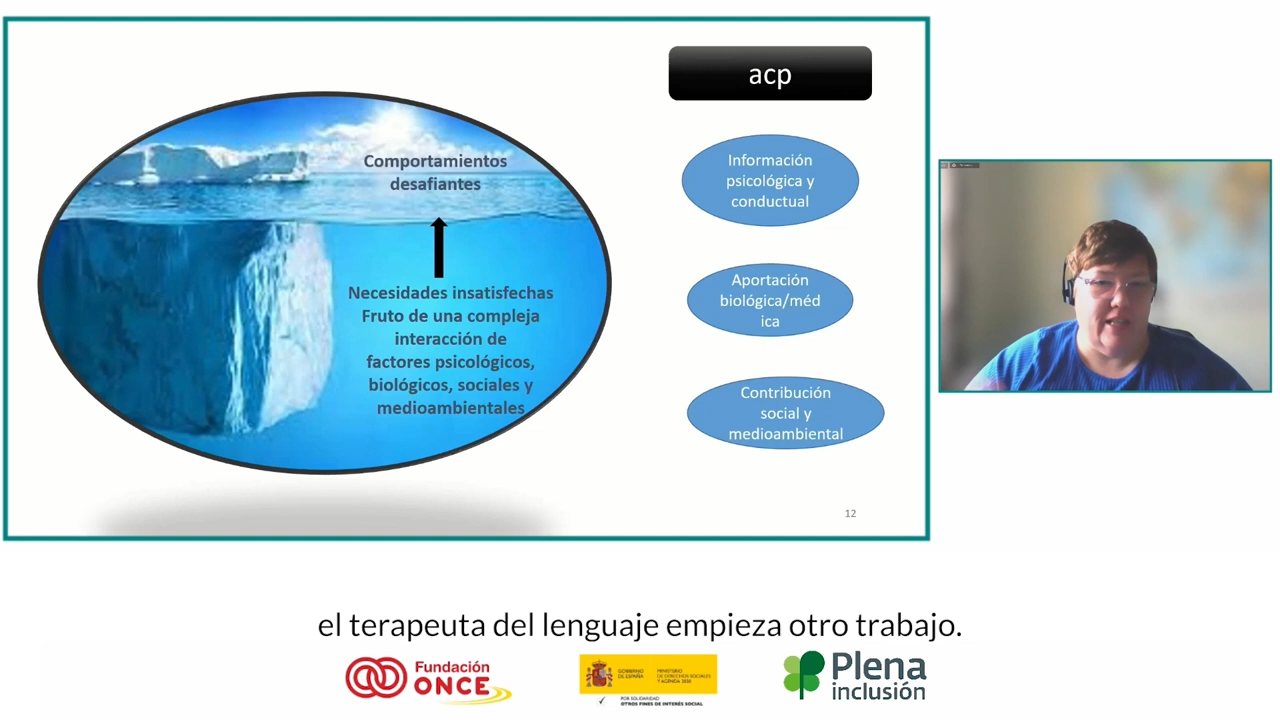 acp
Comportamientos
desafiantes
Necesidades insatisfechas
Fruto de una compleja
interacción de
factores psicológicos,
biológicos, sociales y
medioambientales
Información
psicológica y
conductual
Aportación
biológica/méd
ica
Contribución
social y
medioambiental
12
el terapeuta del lenguaje empieza otro trabajo.
Fundación
ONCE
GOBIERNO
DE ESPAÑA
MINISTERIO
DE DERECHOS SOCIALES
Y AGENDA 2030
POR SOLIDARIDAD
OTROS FINES DE INTERÉS SOCIAL
Plena
inclusión